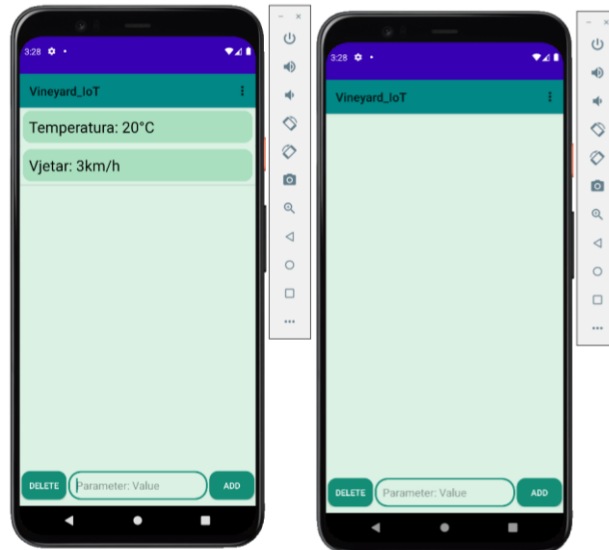 3:28
Vineyard_IoT
Temperatura: 20°C
Vjetar: 3km/h
DELETE
Parameter: Value
ADD
3:28
Vineyard_IoT
DELETE
Parameter: Value
ADD